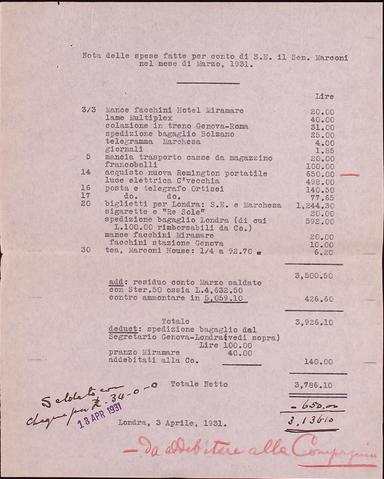 Nota delle spese fatte per conto di S.E. il Sen. Marconi
nel mese di Marzo, 1931.
Lire
3/3 Mance facchini Hotel Miramare 20.00
lame Multiplex 40.00
colazione in treno Genova-Roma 31.00
spedizione bagaglio Bolzano 25.00
telegramma Marchesa 4.00
giornali 1.85
5 mancia trasporto casse da magazzino 20.00
francobolli 100.00
14 acquisto nuova Remington portatile 650.00
luce elettrica C'vecchia 498.00
16 posta e telegrafo Ortisei 140.50
17 do. do. 77.65
20 biglietti per Londra: S.E. e Marchesa 1,244.30
sigarette e "Re Sole"
spedizione bagaglio Londra (di cui 592.00
L.100.00 rimborsabili da Co.)
mance facchini Miramare 20.00
facchini stazione Genova 10.00
30 tea, Marconi House: 1/4 a 92.70 = 6.20
3,500.50
add: residuo conto Marzo saldato
con Ster.50 ossia L.4,632.50
contro ammontare in 5,059.10 426.60
Totale 3,926.10
deduct: spedizione bagaglio del
Segretario Genova-Londra(vedi sopra)
Lire 100.00
pranzo Miramare 40.00
addebitati alla Co. 140.00
Totale Netto 3,786.10
- 650.00
3,136.10
Saldato con
cheque per £ 34-0-0
13 APR 1931
Londra, 3 Aprile, 1931.
- da addebitare alla Compagnia